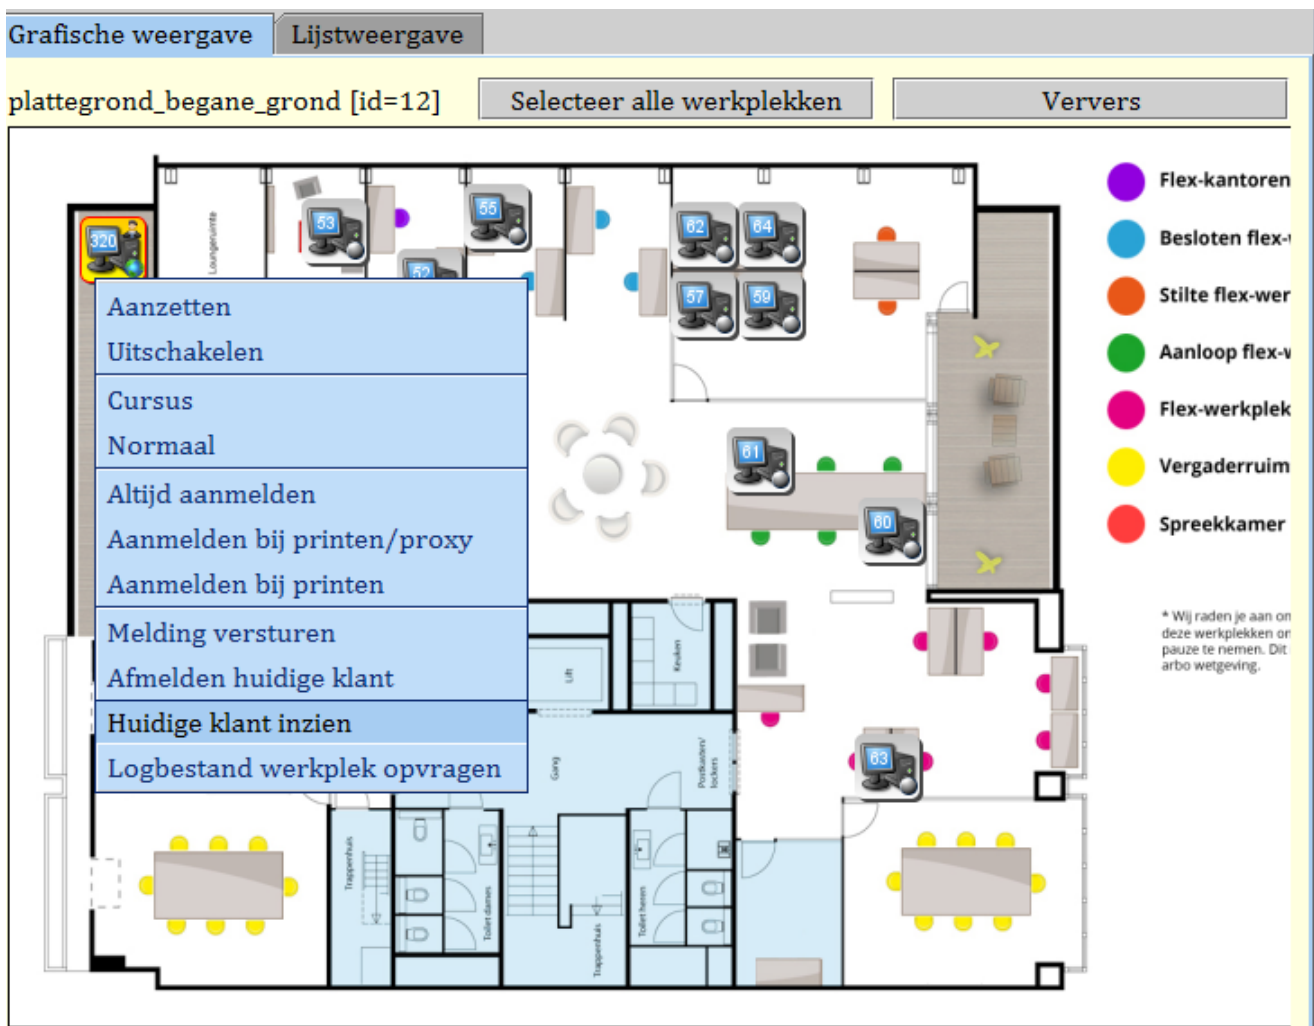 Grafische weergave
Lijstweergave
plattegrond_begane_grond [id=12]
Selecteer alle werkplekken
Ververs
Loungeruimte
320
53
55
52
62
64
57
59
61
60
63
Aanzetten
Uitschakelen
Cursus
Normaal
Altijd aanmelden
Aanmelden bij printen/proxy
Aanmelden bij printen
Melding versturen
Afmelden huidige klant
Huidige klant inzien
Logbestand werkplek opvragen
Flex-kantoren
Besloten flex-
Stilte flex-wer
Aanloop flex-
Flex-werkplek
Vergaderruim
Spreekkamer
* Wij raden je aan on
deze werkplekken on
pauze te nemen. Dit
arbo wetgeving.
Lift
Keuken
Gang
Postkasten/
lockers
Trappenhuis
Toilet dames
Trappenhuis
Toilet heren